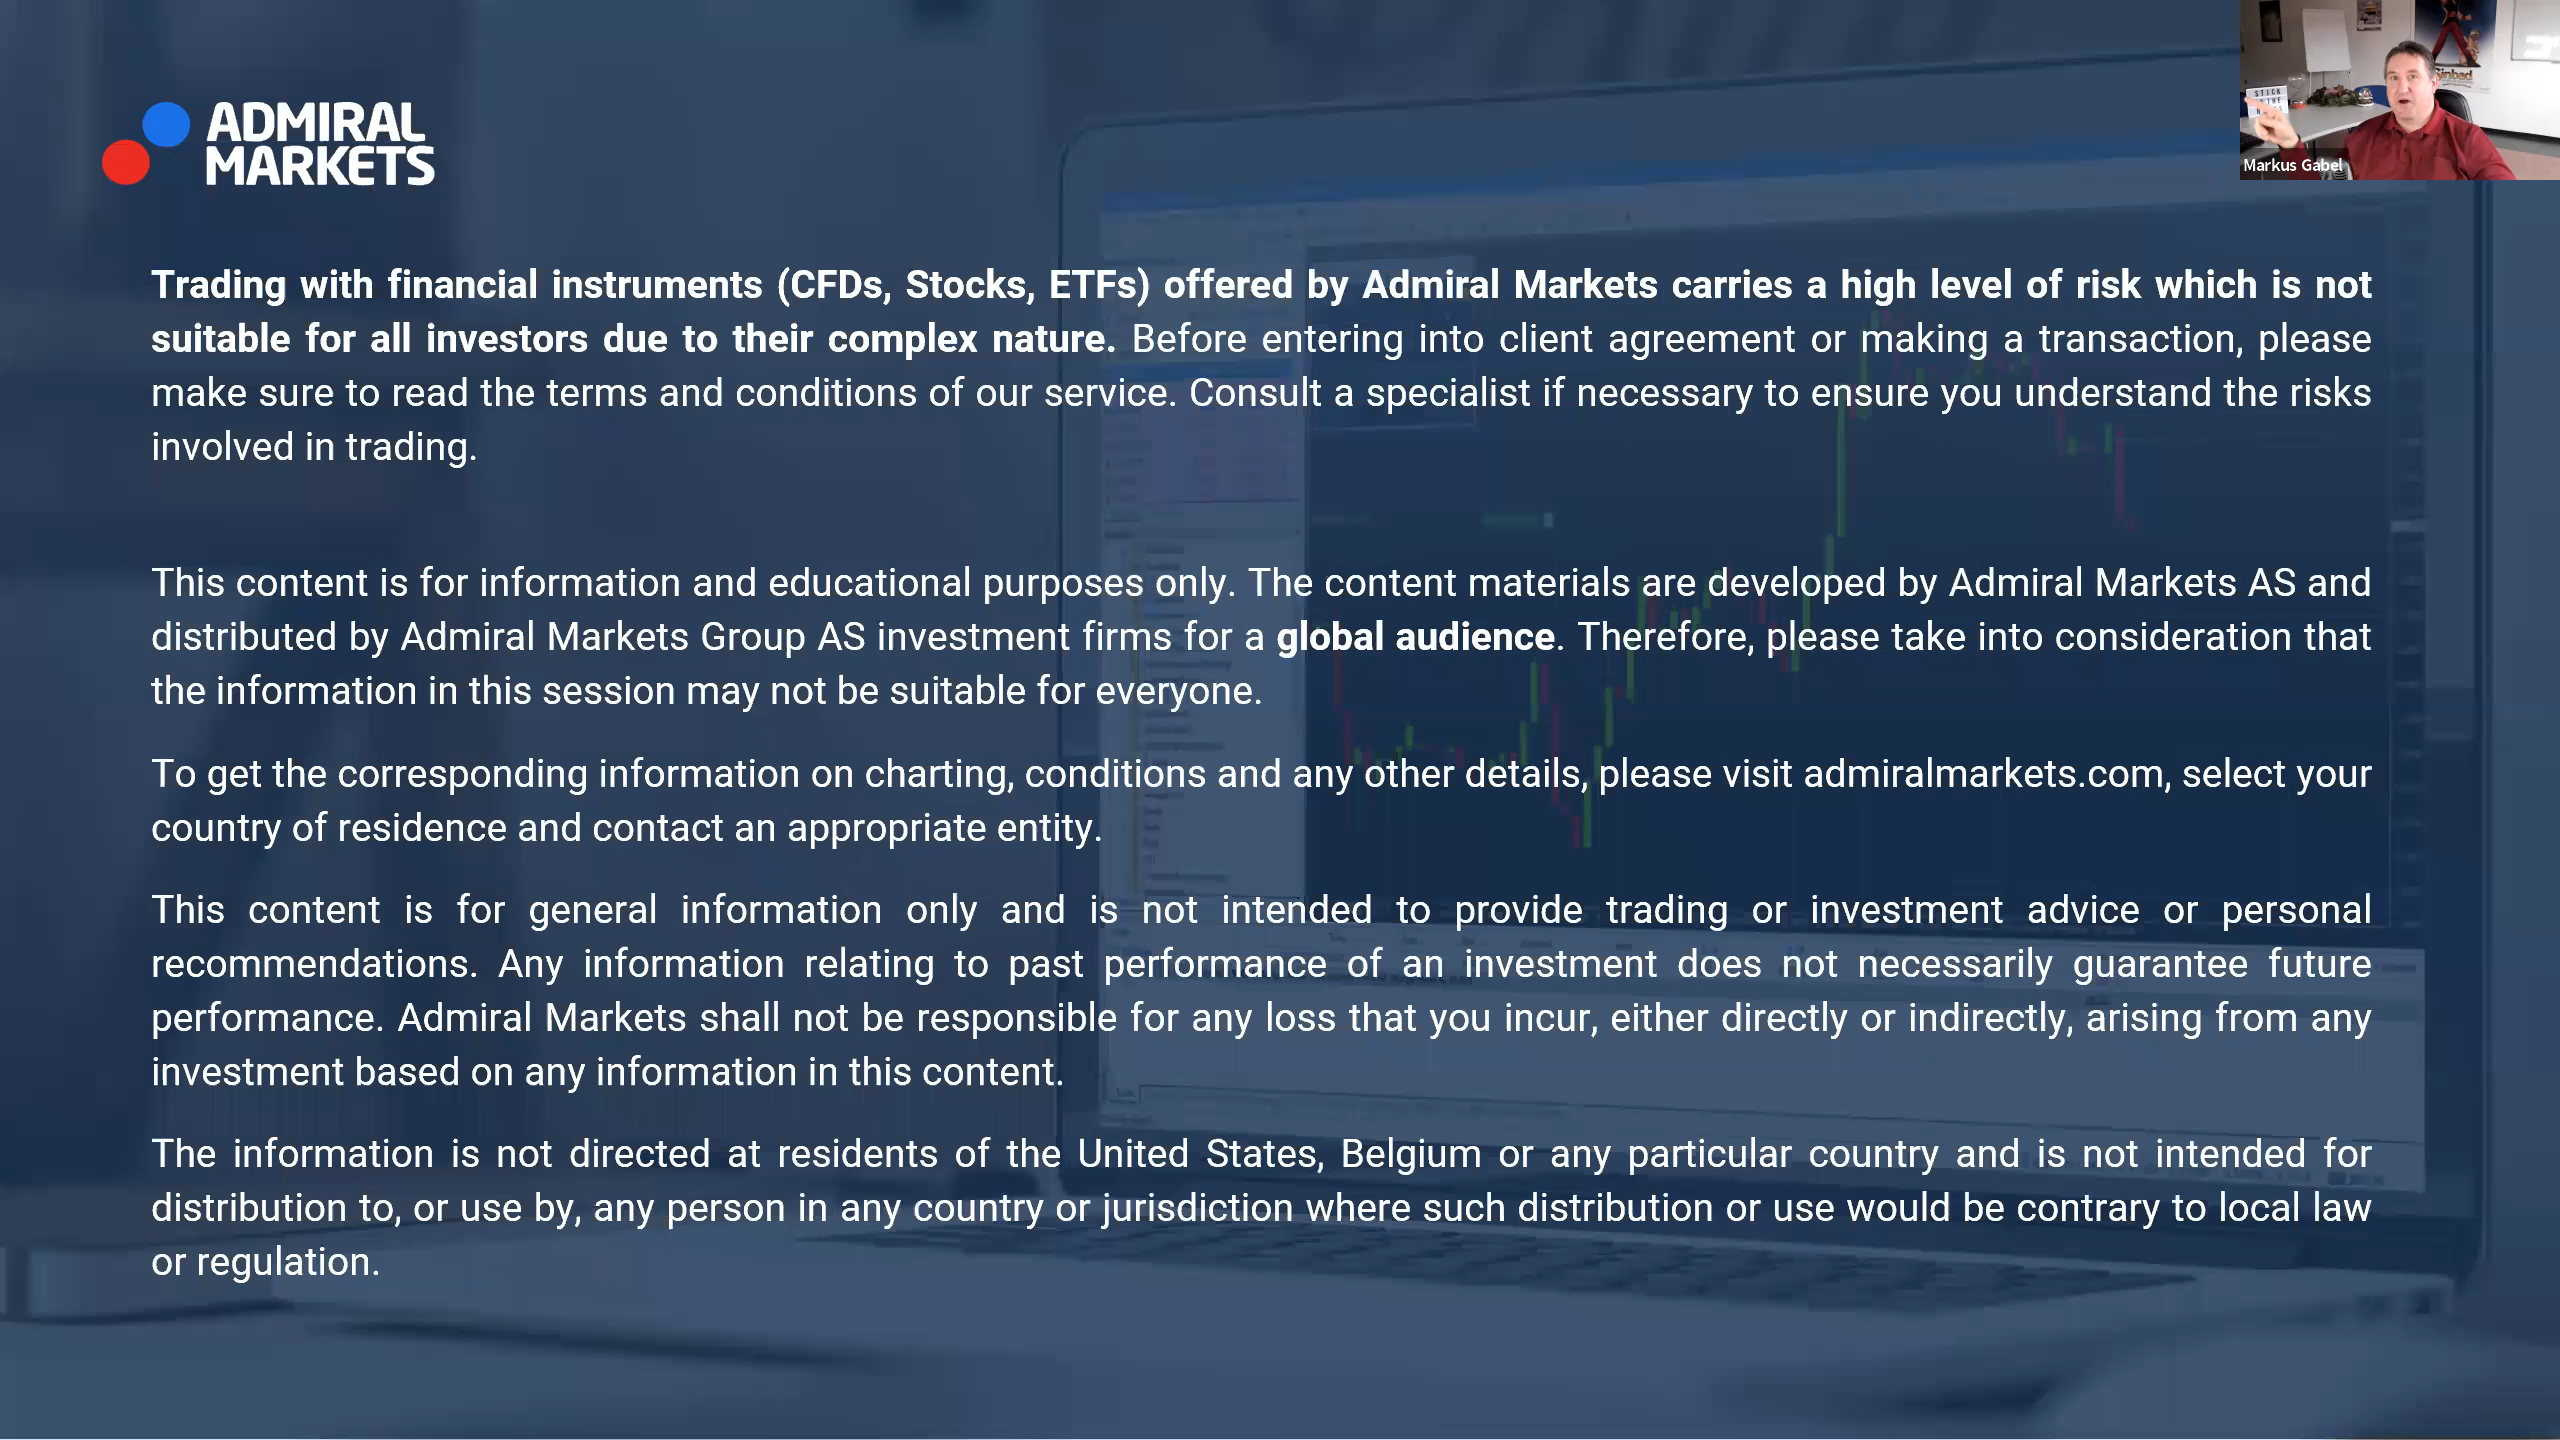 ADMIRAL
MARKETS
Sinbad
STICK
Markus Gabel
Trading with financial instruments (CFDs, Stocks, ETFs) offered by Admiral Markets carries a high level of risk which is not
suitable for all investors due to their complex nature. Before entering into client agreement or making a transaction, please
make sure to read the terms and conditions of our service. Consult a specialist if necessary to ensure you understand the risks
involved in trading.
This content is for information and educational purposes only. The content materials are developed by Admiral Markets AS and
distributed by Admiral Markets Group AS investment firms for a global audience. Therefore, please take into consideration that
the information in this session may not be suitable for everyone.
To get the corresponding information on charting, conditions and any other details, please visit admiralmarkets.com, select your
country of residence and contact an appropriate entity.
This content is for general information only and is not intended to provide trading or investment advice or personal
recommendations. Any information relating to past performance of an investment does not necessarily guarantee future
performance. Admiral Markets shall not be responsible for any loss that you incur, either directly or indirectly, arising from any
investment based on any information in this content.
The information is not directed at residents of the United States, Belgium or any particular country and is not intended for
distribution to, or use by, any person in any country or jurisdiction where such distribution or use would be contrary to local law
or regulation.